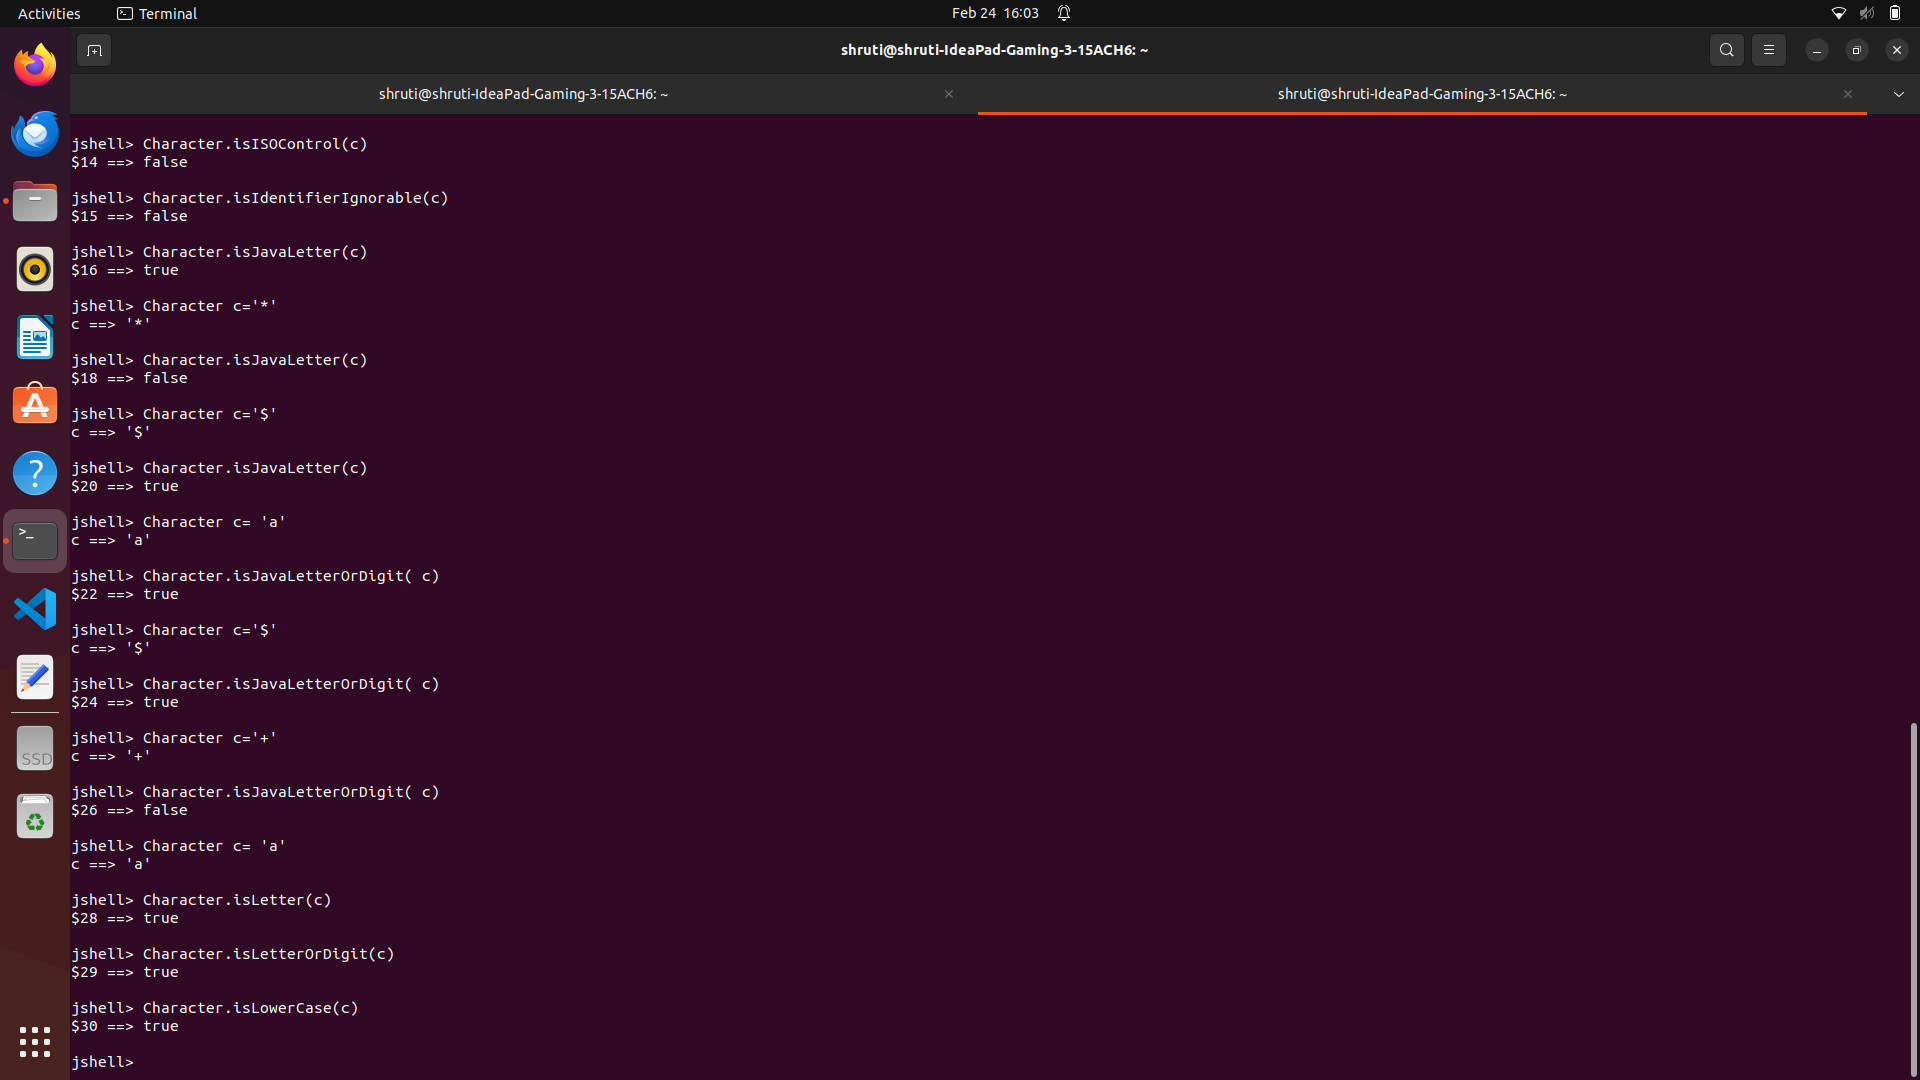 Activities
Terminal
Feb 24 16:03
shruti@shruti-IdeaPad-Gaming-3-15ACH6: ~
shruti@shruti-IdeaPad-Gaming-3-15ACH6: ~
shruti@shruti-IdeaPad-Gaming-3-15ACH6: ~
jshell> Character.isISOControl(c)
$14 ==> false
jshell> Character.isIdentifierIgnorable(c)
$15 ==> false
jshell> Character.isJavaLetter(c)
$16 ==> true
jshell> Character c='*'
c ==> '*'
jshell> Character.isJavaLetter(c)
$18 ==> false
jshell> Character c='$'
c ==> '$'
jshell> Character.isJavaLetter(c)
$20 ==> true
jshell> Character c= 'a'
c ==> 'a'
jshell> Character.isJavaLetterOrDigit( c)
$22 ==> true
jshell> Character c='$'
c ==> '$'
jshell> Character.isJavaLetterOrDigit( c)
$24 ==> true
jshell> Character c='+'
c ==> '+'
jshell> Character.isJavaLetterOrDigit( c)
$26 ==> false
jshell> Character c= 'a'
c ==> 'a'
jshell> Character.isLetter(c)
$28 ==> true
jshell> Character.isLetterOrDigit(c)
$29 ==> true
jshell> Character.isLowerCase(c)
$30 ==> true
jshell>
SSD